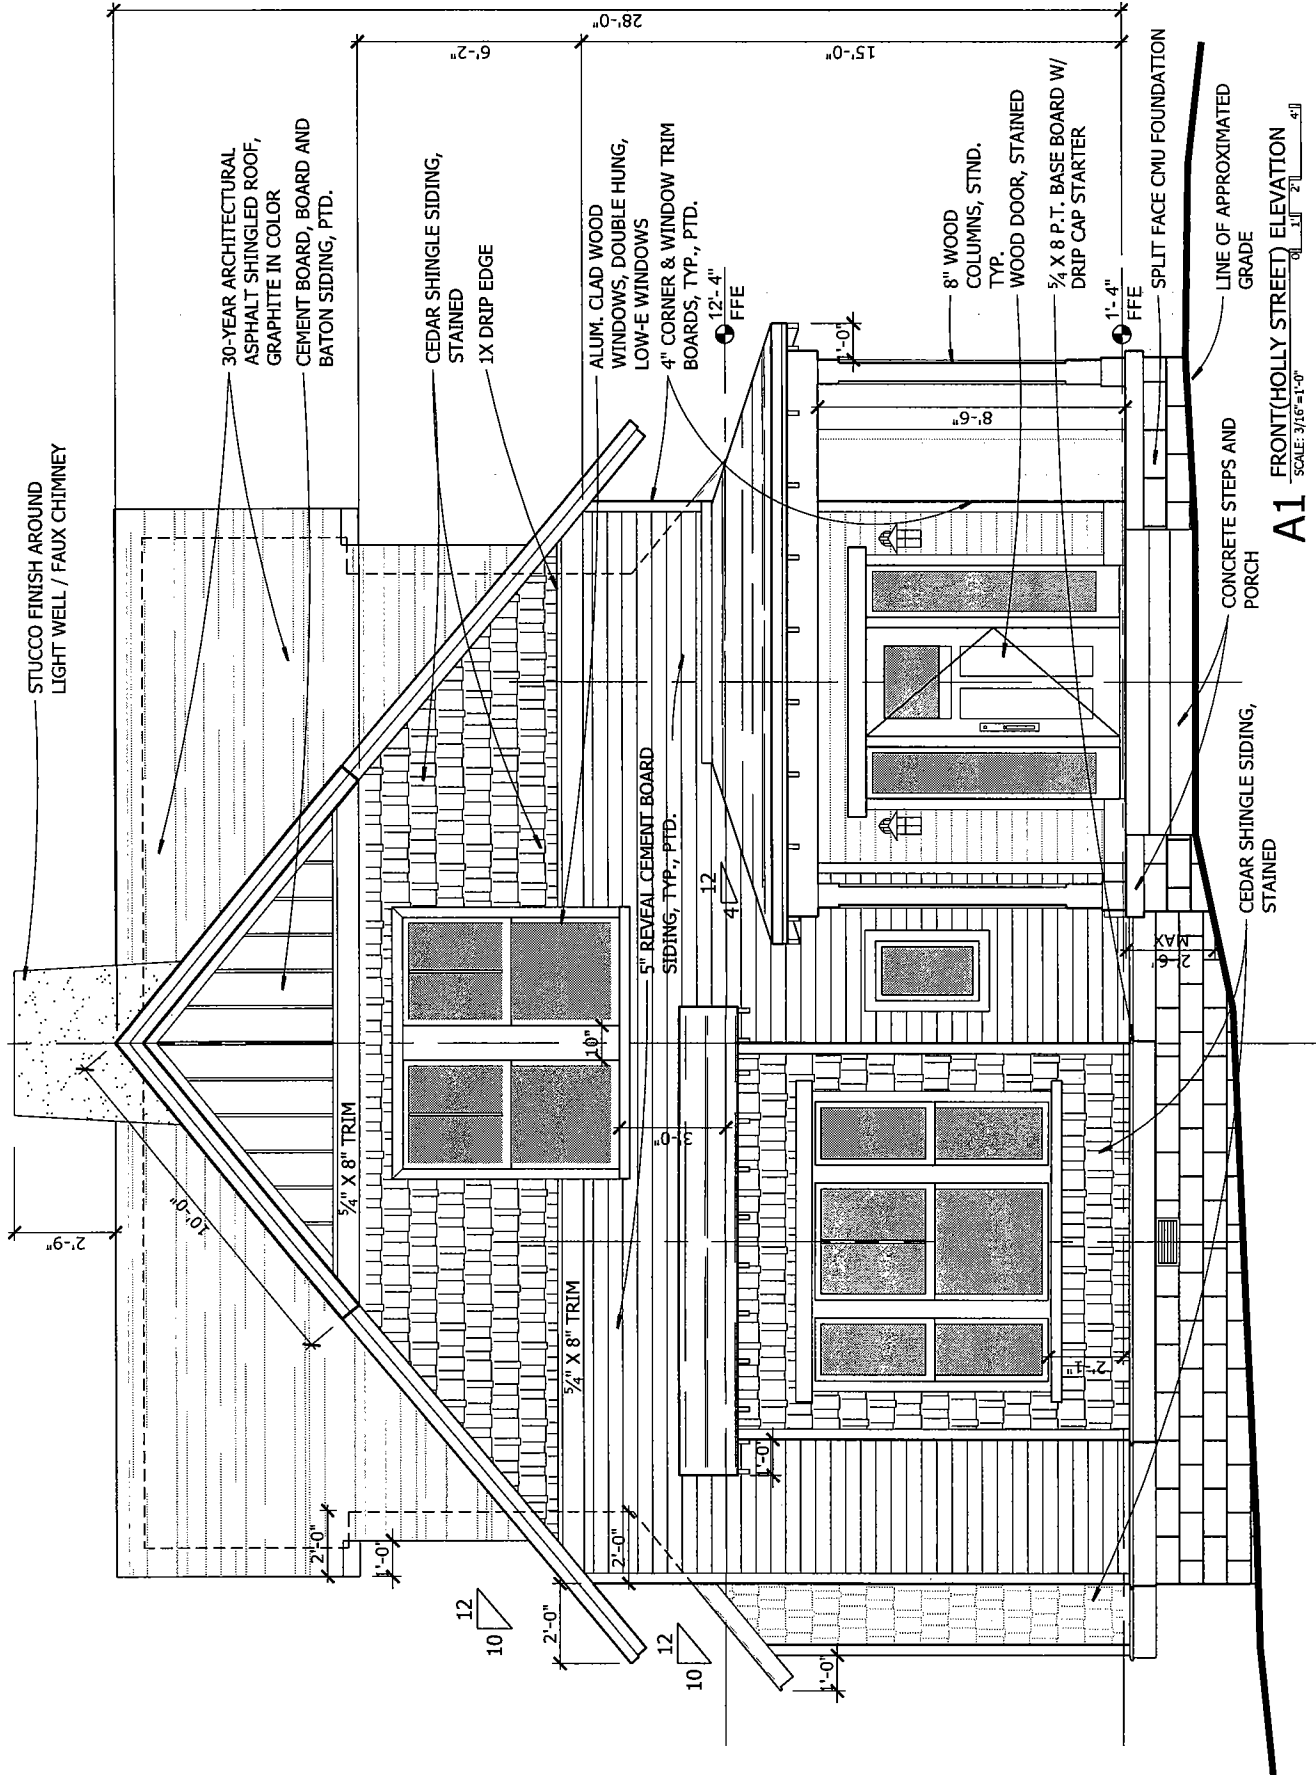 STUCCO FINISH AROUND
LIGHT WELL / FAUX CHIMNEY
30-YEAR ARCHITECTURAL
ASPHALT SHINGLED ROOF,
GRAPHITE IN COLOR
CEMENT BOARD, BOARD AND
BATON SIDING, PTD.
CEDAR SHINGLE SIDING,
STAINED
1X DRIP EDGE
ALUM. CLAD WOOD
WINDOWS, DOUBLE HUNG,
LOW-E WINDOWS
4" CORNER & WINDOW TRIM
BOARDS, TYP., PTD.
12'- 4"
FFE
8" WOOD
COLUMNS, STND.
TYP.
WOOD DOOR, STAINED
5/4 X 8 P.T. BASE BOARD W/
DRIP CAP STARTER
1'- 4"
FFE
SPLIT FACE CMU FOUNDATION
LINE OF APPROXIMATED
GRADE
28'-0"
6'-2"
15'-0"
2'-9"
10'-0"
5/4" X 8" TRIM
5/4" X 8" TRIM
10"
3'-0"
5" REVEAL CEMENT BOARD
SIDING, TYP., PTD.
12
4
1'-0"
8'-6"
2'-0"
1'-0"
12
10
2'-0"
2'-0"
12
10
1'-0"
1'-0"
2'-1"
2'-6"
MAX
CEDAR SHINGLE SIDING,
STAINED
CONCRETE STEPS AND
PORCH
A1
FRONT(HOLLY STREET) ELEVATION
SCALE: 3/16"=1'-0"
0 1' 2' 4'